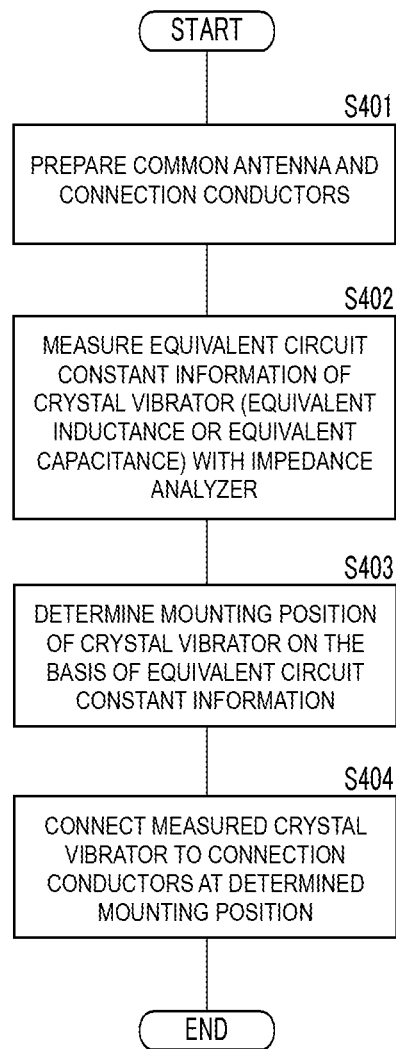 START
S401
PREPARE COMMON ANTENNA AND
CONNECTION CONDUCTORS
S402
MEASURE EQUIVALENT CIRCUIT
CONSTANT INFORMATION OF
CRYSTAL VIBRATOR (EQUIVALENT
INDUCTANCE OR EQUIVALENT
CAPACITANCE) WITH IMPEDANCE
ANALYZER
S403
DETERMINE MOUNTING POSITION
OF CRYSTAL VIBRATOR ON THE
BASIS OF EQUIVALENT CIRCUIT
CONSTANT INFORMATION
S404
CONNECT MEASURED CRYSTAL
VIBRATOR TO CONNECTION
CONDUCTORS AT DETERMINED
MOUNTING POSITION
END